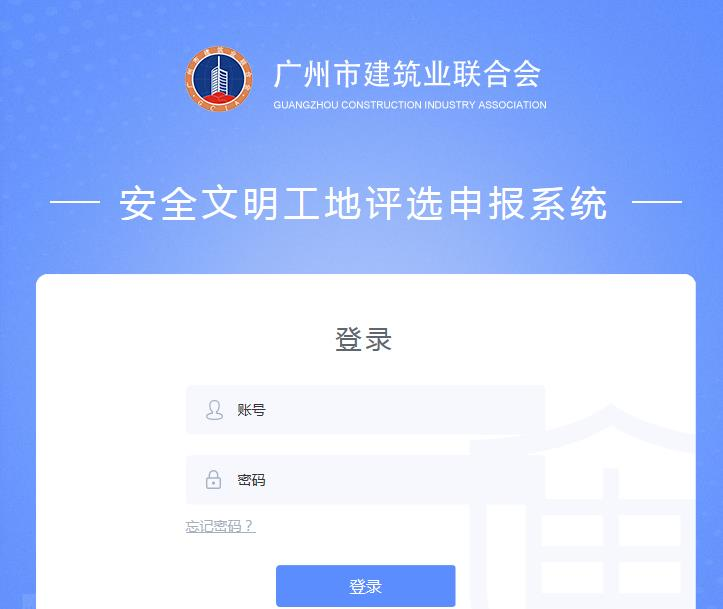 广州市建筑业联合会
GUANGZHOU CONSTRUCTION INDUSTRY ASSOCIATION
安全文明工地评选申报系统
登录
账号
密码
忘记密码？
登录